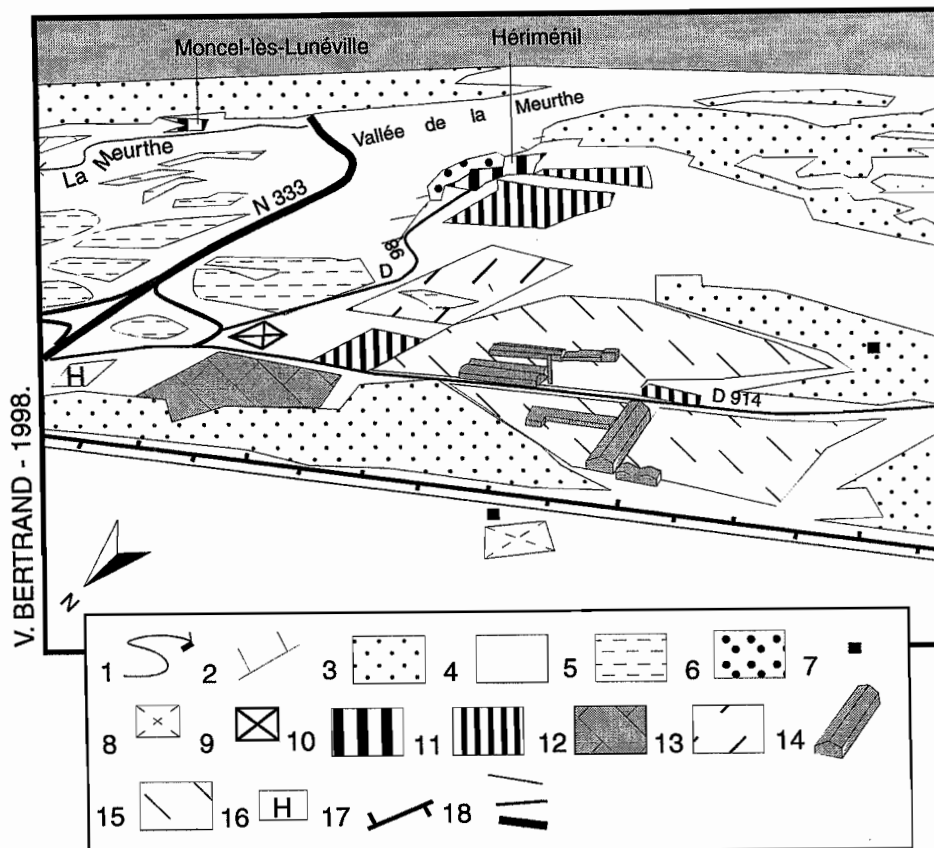 Moncel-lès-Lunéville
Hériménil
La Meurthe
Vallée de la Meurthe
N 333
D 98
H
D 914
V. BERTRAND - 1998.
N
1 2 3 4 5 6 7
8 9 10 11 12 13 14
15 16 H 17 18